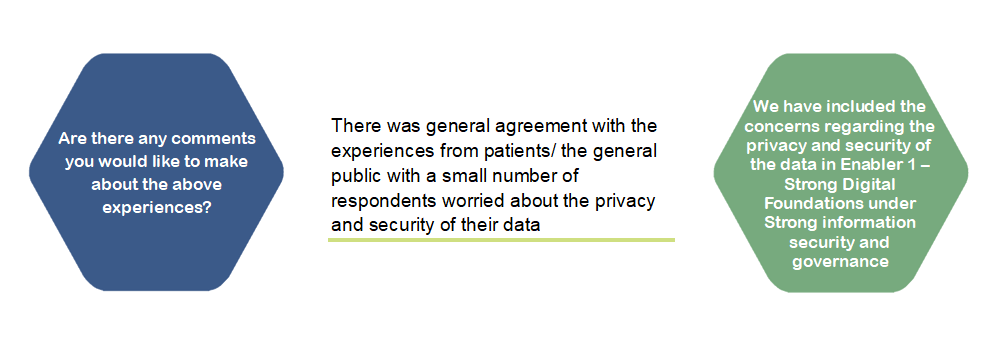 Are there any comments
you would like to make
about the above
experiences?
There was general agreement with the
experiences from patients/ the general
public with a small number of
respondents worried about the privacy
and security of their data
We have included the
concerns regarding the
privacy and security of
the data in Enabler 1 –
Strong Digital
Foundations under
Strong information
security and
governance